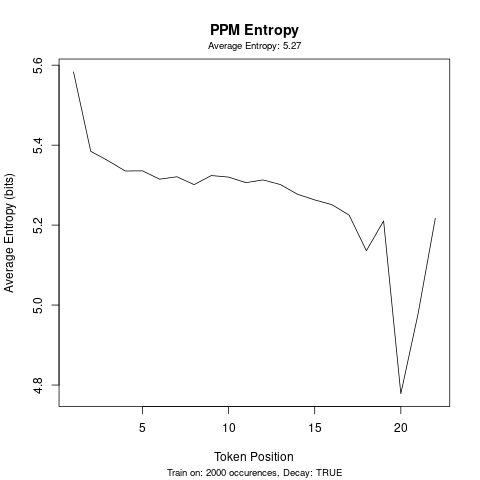 PPM Entropy
Average Entropy: 5.27
Average Entropy (bits)
5.6
5.4
5.2
5.0
4.8
5
10
15
20
Token Position
Train on: 2000 occurences, Decay: TRUE